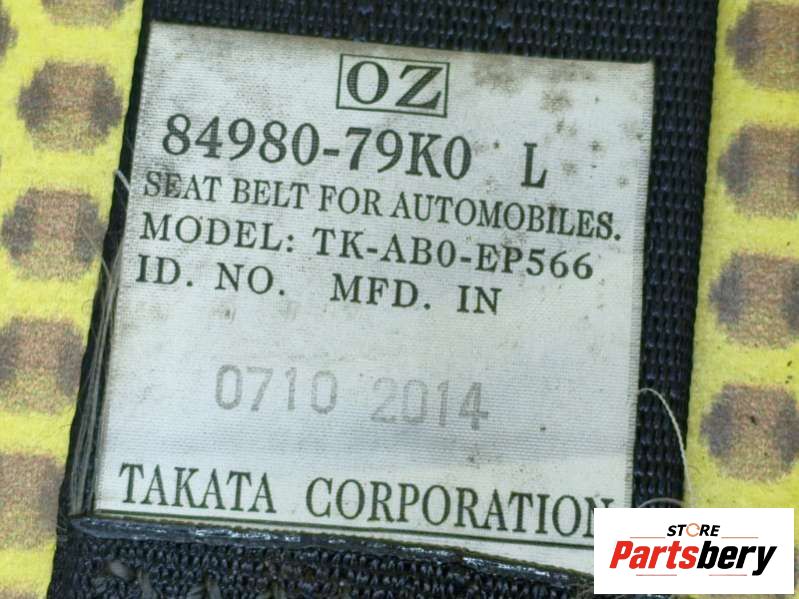 OZ
84980-79K0 L
SEAT BELT FOR AUTOMOBILES.
MODEL: TK-AB0-EP566
ID. NO. MFD. IN
0710 2014
TAKATA CORPORATION
STORE
Partsbery